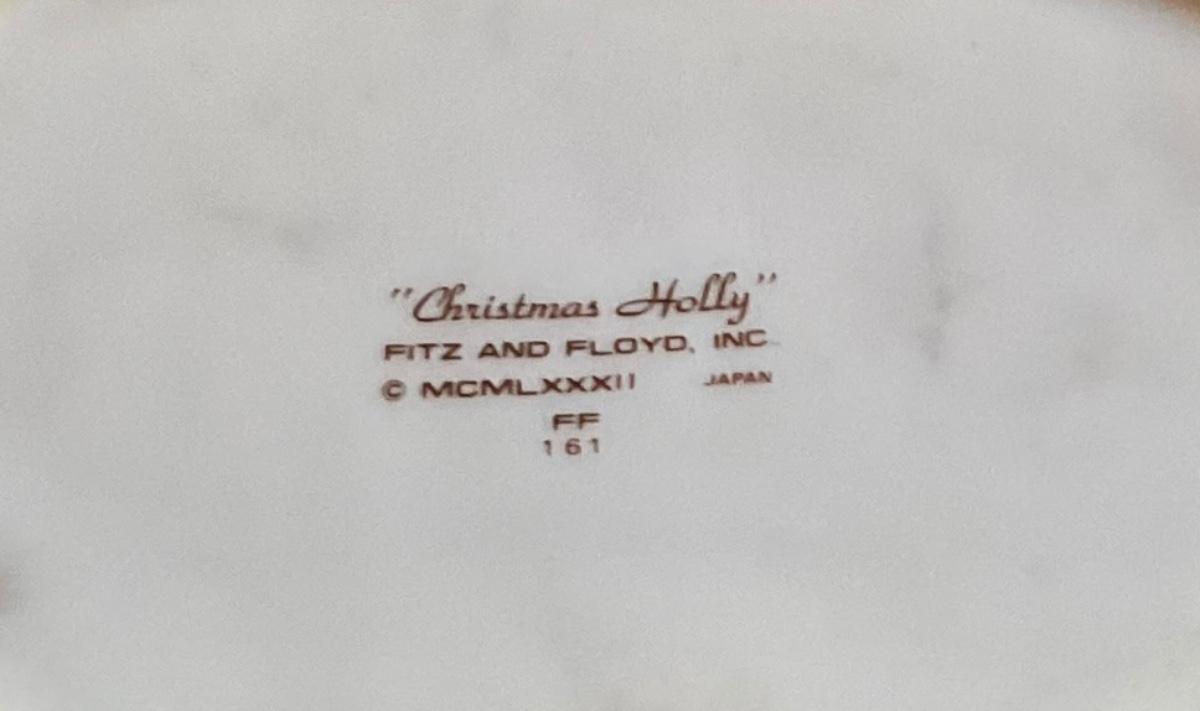 "Christmas Holly"
FITZ AND FLOYD, INC
© MCMLXXXII JAPAN
FF
161